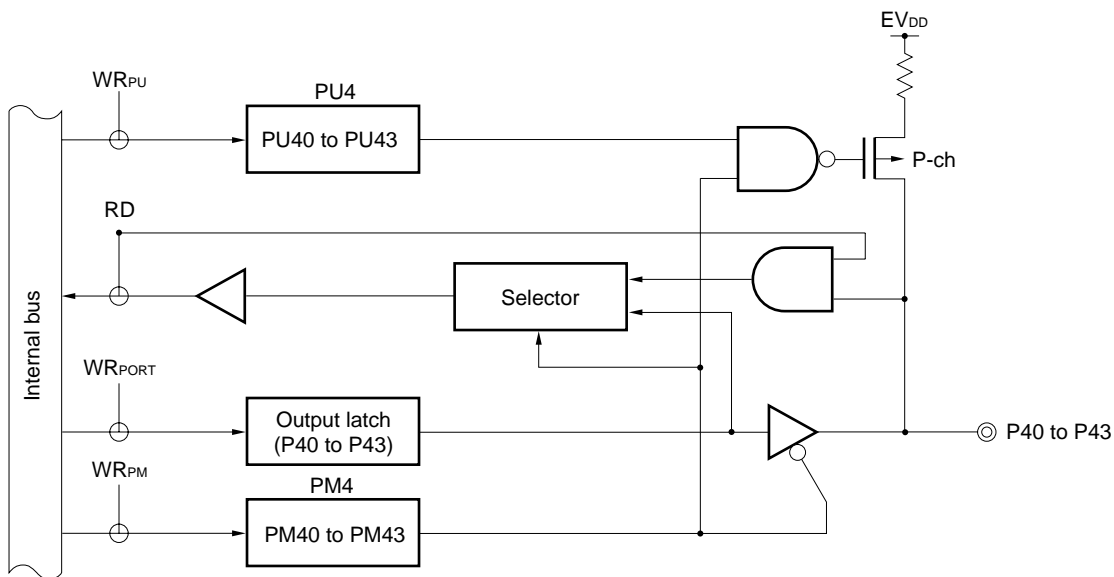 EVDD
WRPU
PU4
PU40 to PU43
P-ch
RD
Selector
Internal bus
WRPORT
Output latch
(P40 to P43)
P40 to P43
WRPM
PM4
PM40 to PM43